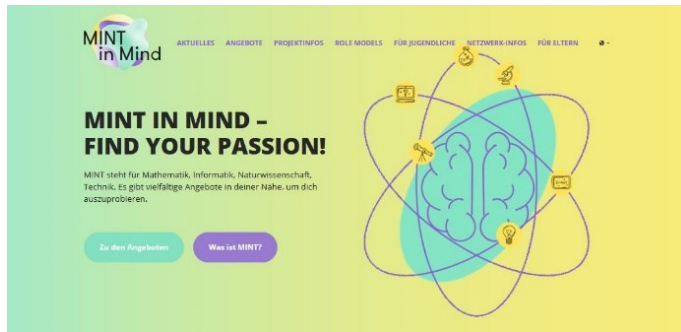 MINT
in Mind
AKTUELLES ANGEBOTE PROJEKTINFOS ROLE MODELS FÜR JUGENDLICHE NETZWERK-INFOS FÜR ELTERN
MINT IN MIND –
FIND YOUR PASSION!
MINT steht für Mathematik, Informatik, Naturwissenschaft,
Technik. Es gibt vielfältige Angebote in deiner Nähe, um dich
auszuprobieren.
Zu den Angeboten Was ist MINT?